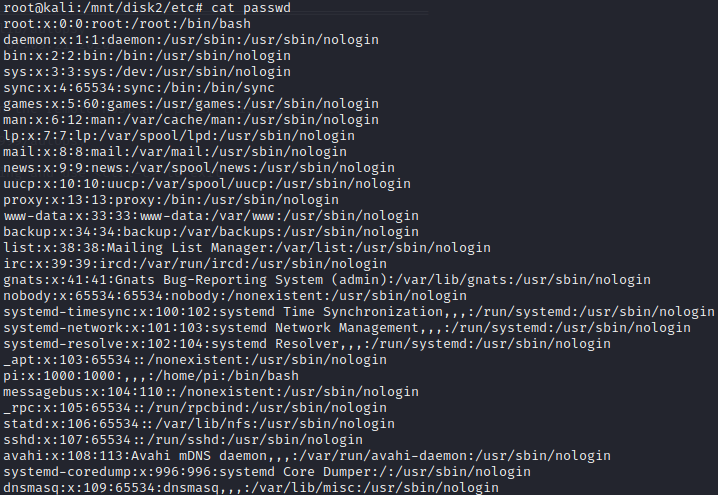 root@kali:/mnt/disk2/etc# cat passwd
root:x:0:0:root:/root:/bin/bash
daemon:x:1:1:daemon:/usr/sbin:/usr/sbin/nologin
bin:x:2:2:bin:/bin:/usr/sbin/nologin
sys:x:3:3:sys:/dev:/usr/sbin/nologin
sync:x:4:65534:sync:/bin:/bin/sync
games:x:5:60:games:/usr/games:/usr/sbin/nologin
man:x:6:12:man:/var/cache/man:/usr/sbin/nologin
lp:x:7:7:lp:/var/spool/lpd:/usr/sbin/nologin
mail:x:8:8:mail:/var/mail:/usr/sbin/nologin
news:x:9:9:news:/var/spool/news:/usr/sbin/nologin
uucp:x:10:10:uucp:/var/spool/uucp:/usr/sbin/nologin
proxy:x:13:13:proxy:/bin:/usr/sbin/nologin
www-data:x:33:33:www-data:/var/www:/usr/sbin/nologin
backup:x:34:34:backup:/var/backups:/usr/sbin/nologin
list:x:38:38:Mailing List Manager:/var/list:/usr/sbin/nologin
irc:x:39:39:ircd:/var/run/ircd:/usr/sbin/nologin
gnats:x:41:41:Gnats Bug-Reporting System (admin):/var/lib/gnats:/usr/sbin/nologin
nobody:x:65534:65534:nobody:/nonexistent:/usr/sbin/nologin
systemd-timesync:x:100:102:systemd Time Synchronization,,,:/run/systemd:/usr/sbin/nologin
systemd-network:x:101:103:systemd Network Management,,,:/run/systemd:/usr/sbin/nologin
systemd-resolve:x:102:104:systemd Resolver,,,:/run/systemd:/usr/sbin/nologin
_apt:x:103:65534::/nonexistent:/usr/sbin/nologin
pi:x:1000:1000:,,,:/home/pi:/bin/bash
messagebus:x:104:110::/nonexistent:/usr/sbin/nologin
_rpc:x:105:65534::/run/rpcbind:/usr/sbin/nologin
statd:x:106:65534::/var/lib/nfs:/usr/sbin/nologin
sshd:x:107:65534::/run/sshd:/usr/sbin/nologin
avahi:x:108:113:Avahi mDNS daemon,,,:/var/run/avahi-daemon:/usr/sbin/nologin
systemd-coredump:x:996:996:systemd Core Dumper:/:/usr/sbin/nologin
dnsmasq:x:109:65534:dnsmasq,,,:/var/lib/misc:/usr/sbin/nologin